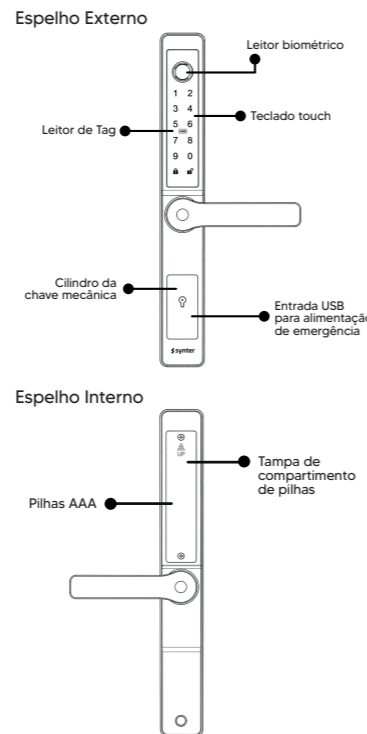 Espelho Externo
Leitor biométrico
1 2
3 4
Teclado touch
5 6
Leitor de Tag
7 8
9 0
Cilindro da
chave mecânica
Entrada USB
para alimentação
de emergência
synter
Espelho Interno
UP
Tampa de
compartimento
de pilhas
Pilhas AAA